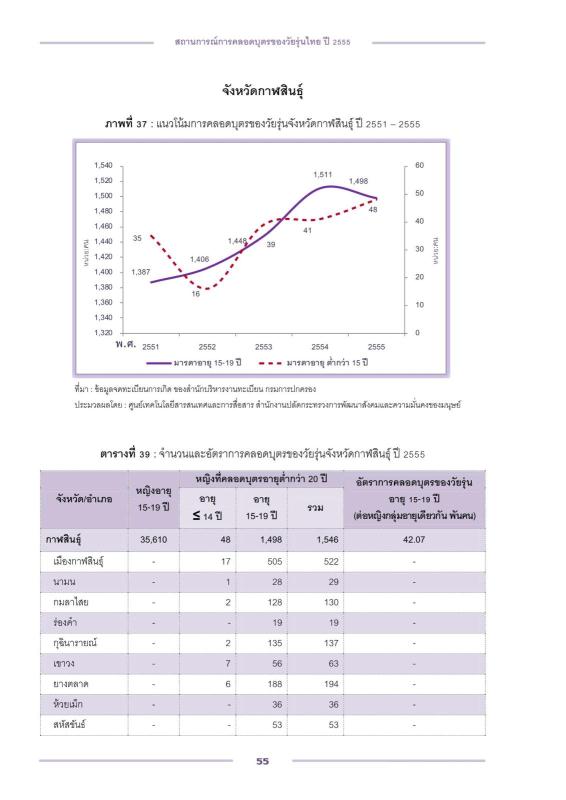 สถานการณ์การคลอดบุตรของวัยรุ่นไทย ปี 2555
จังหวัดกาฬสินธุ์
ภาพที่ 37 : แนวโน้มการคลอดบุตรของวัยรุ่นจังหวัดกาฬสินธุ์ ปี 2551 – 2555
1,540 60
1,520
1,500 50
1,480
1,460 40
1,440
1,420 30
1,400 20
1,380
1,360 10
1,340
1,320 0
หน่วย:คน
หน่วย:คน
1,387 1,406 1,448 1,511 1,498
35 16 39 41 48
พ.ศ. 2551 2552 2553 2554 2555
มารดาอายุ 15-19 ปี มารดาอายุ ต่ำกว่า 15 ปี
ที่มา : ข้อมูลจดทะเบียนการเกิด ของสำนักบริหารงานทะเบียน กรมการปกครอง
ประมวลผลโดย : ศูนย์เทคโนโลยีสารสนเทศและการสื่อสาร สำนักงานปลัดกระทรวงการพัฒนาสังคมและความมั่นคงของมนุษย์
ตารางที่ 39 : จำนวนและอัตราการคลอดบุตรของวัยรุ่นจังหวัดกาฬสินธุ์ ปี 2555
จังหวัด/อำเภอ
หญิงอายุ
15-19 ปี
หญิงที่คลอดบุตรอายุต่ำกว่า 20 ปี
อายุ
≤ 14 ปี
อายุ
15-19 ปี
รวม
อัตราการคลอดบุตรของวัยรุ่น
อายุ 15-19 ปี
(ต่อหญิงกลุ่มอายุเดียวกัน พันคน)
กาฬสินธุ์ 35,610 48 1,498 1,546 42.07
เมืองกาฬสินธุ์ - 17 505 522 -
นามน - 1 28 29 -
กมลาไสย - 2 128 130 -
ร่องคำ - - 19 19 -
กุฉินารายณ์ - 2 135 137 -
เขาวง - 7 56 63 -
ยางตลาด - 6 188 194 -
ห้วยเม็ก - - 36 36 -
สหัสขันธ์ - - 53 53 -
55